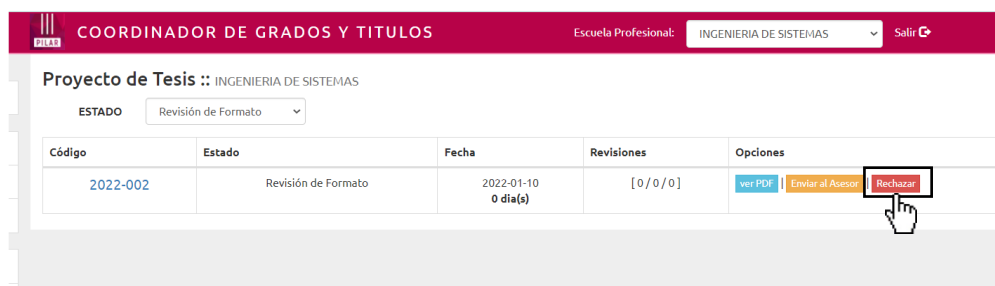 PILAR COORDINADOR DE GRADOS Y TITULOS Escuela Profesional: INGENIERIA DE SISTEMAS Salir
Proyecto de Tesis :: INGENIERIA DE SISTEMAS
ESTADO Revisión de Formato
Código Estado Fecha Revisiones Opciones
2022-002 Revisión de Formato 2022-01-10 [ 0 / 0 / 0 ] ver PDF | Enviar al Asesor | Rechazar
0 dia(s)